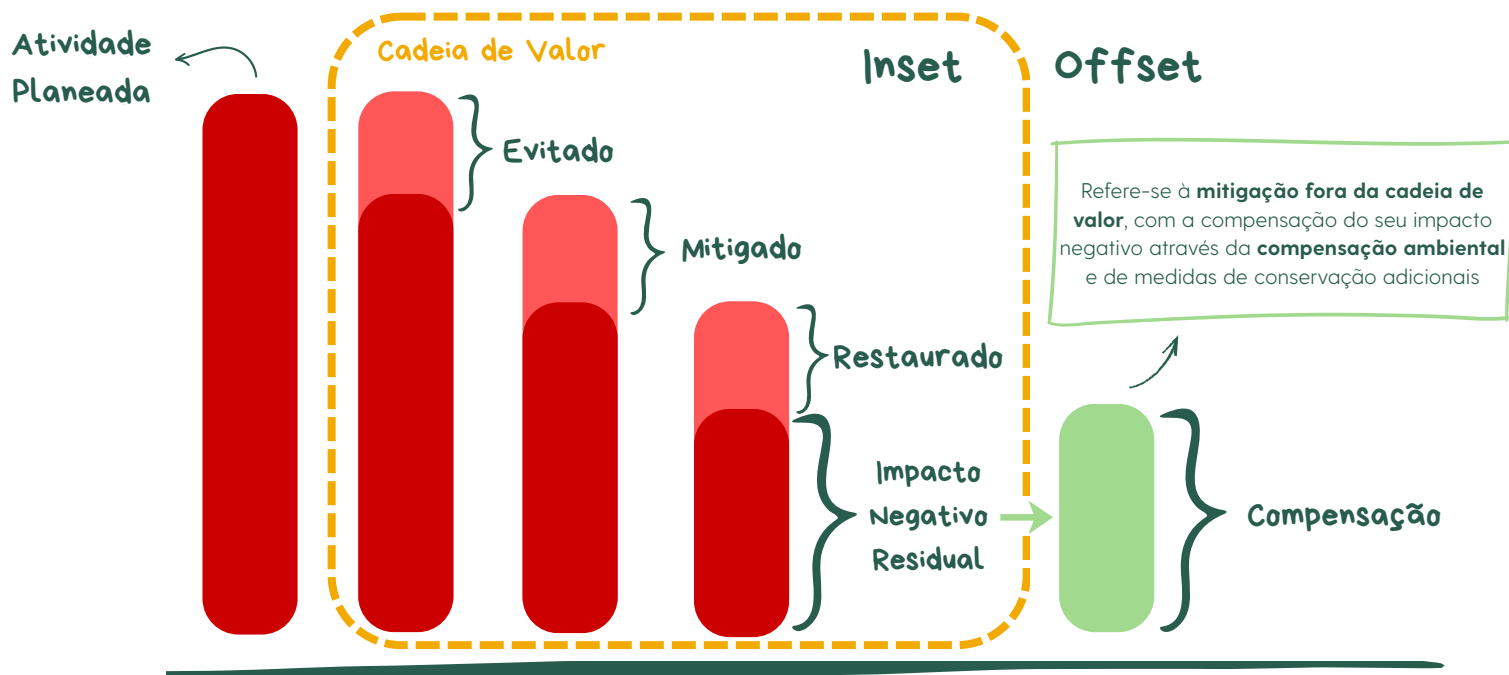 Atividade
Planeada
Cadeia de Valor
Inset
Offset
Evitado
Mitigado
Restaurado
Impacto
Negativo
Residual
Refere-se à mitigação fora da cadeia de
valor, com a compensação do seu impacto
negativo através da compensação ambiental
e de medidas de conservação adicionais
Compensação